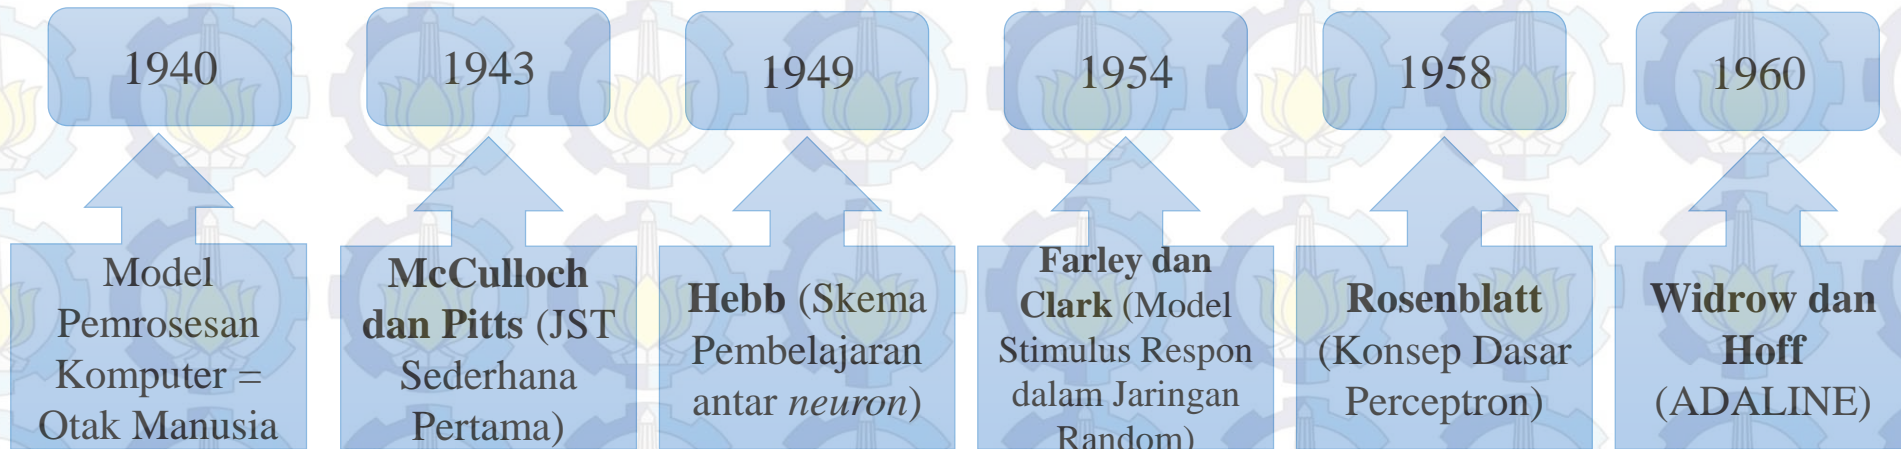 1940
1943
1949
1954
1958
1960
Model
Pemrosesan
Komputer =
Otak Manusia
McCulloch
dan Pitts (JST
Sederhana
Pertama)
Hebb (Skema
Pembelajaran
antar neuron)
Farley dan
Clark (Model
Stimulus Respon
dalam Jaringan
Random)
Rosenblatt
(Konsep Dasar
Perceptron)
Widrow dan
Hoff
(ADALINE)